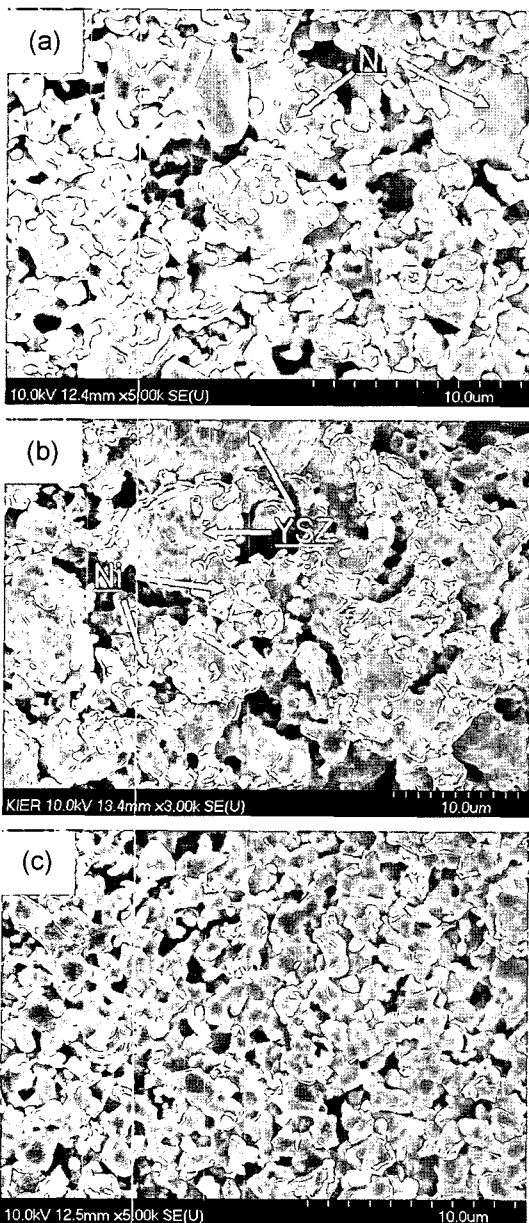 (a)
Ni
10.0kV 12.4mm x5.00k SE(U)
10.0um
(b)
YSZ
Ni
KIER 10.0kV 13.4mm x3.00k SE(U)
10.0um
(c)
10.0kV 12.5mm x5.00k SE(U)
10.0um